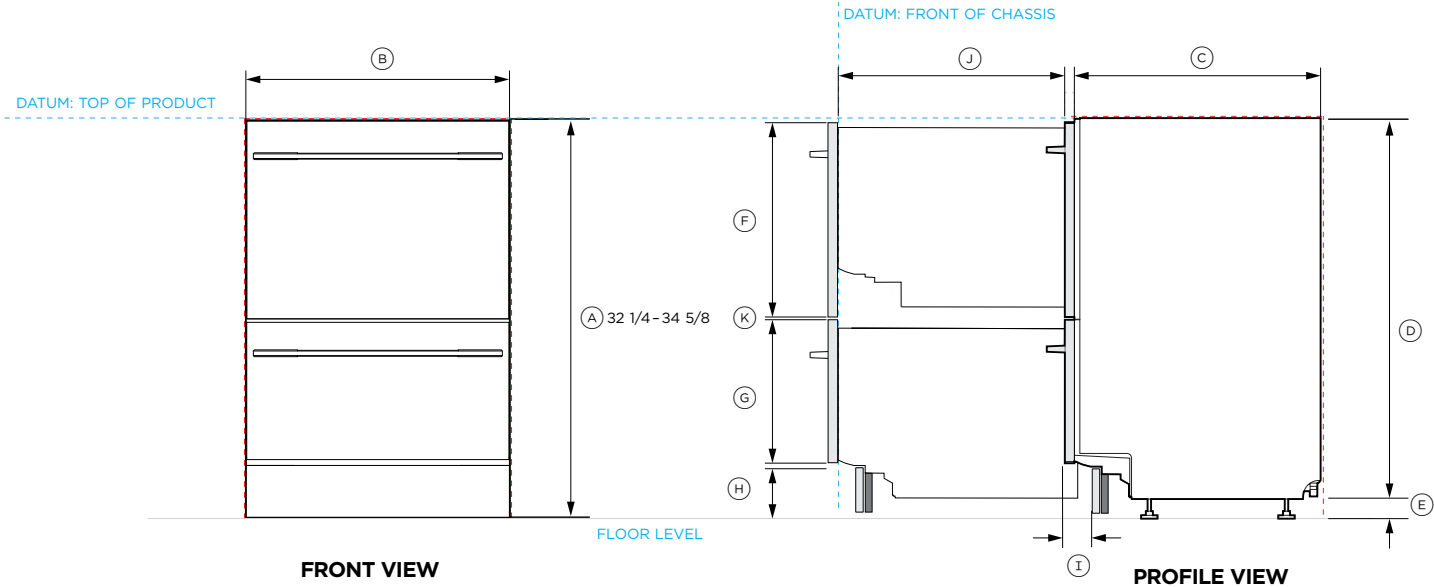 DATUM: FRONT OF CHASSIS
B
J
C
DATUM: TOP OF PRODUCT
F
A 32 1/4–34 5/8
K
D
G
H
E
FLOOR LEVEL
I
FRONT VIEW
PROFILE VIEW